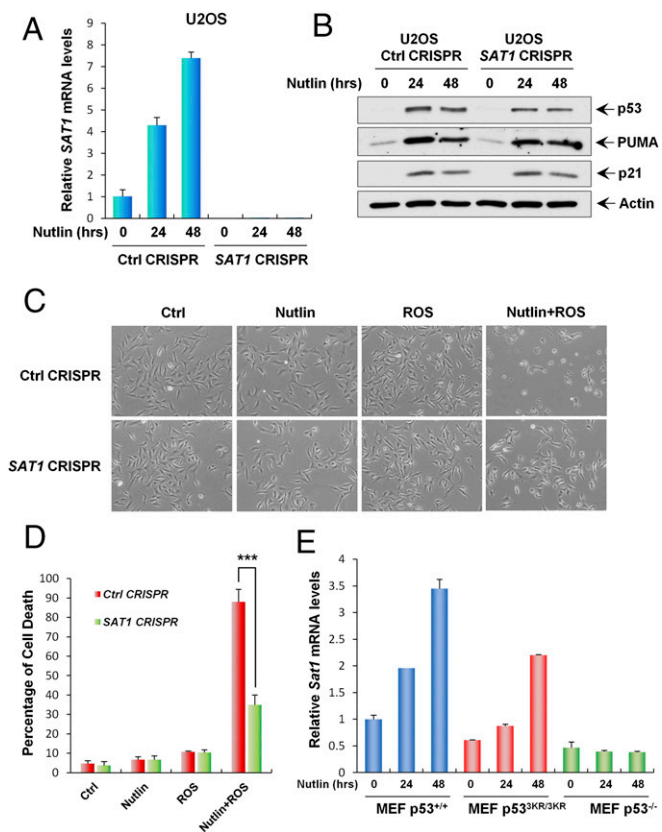 A
U2OS
Relative SAT1 mRNA levels
9
8
7
6
5
4
3
2
1
0
Nutlin (hrs) 0 24 48 0 24 48
Ctrl CRISPR SAT1 CRISPR
B
U2OS U2OS
Ctrl CRISPR SAT1 CRISPR
Nutlin (hrs) 0 24 48 0 24 48
p53
PUMA
p21
Actin
C
Ctrl Nutlin ROS Nutlin+ROS
Ctrl CRISPR
SAT1 CRISPR
D
Percentage of Cell Death
100
90
80
70
60
50
40
30
20
10
0
***
Ctrl CRISPR
SAT1 CRISPR
Ctrl Nutlin ROS Nutlin+ROS
E
Relative Sat1 mRNA levels
4
3.5
3
2.5
2
1.5
1
0.5
0
Nutlin (hrs) 0 24 48 0 24 48 0 24 48
MEF p53+/+ MEF p533KR/3KR MEF p53-/-